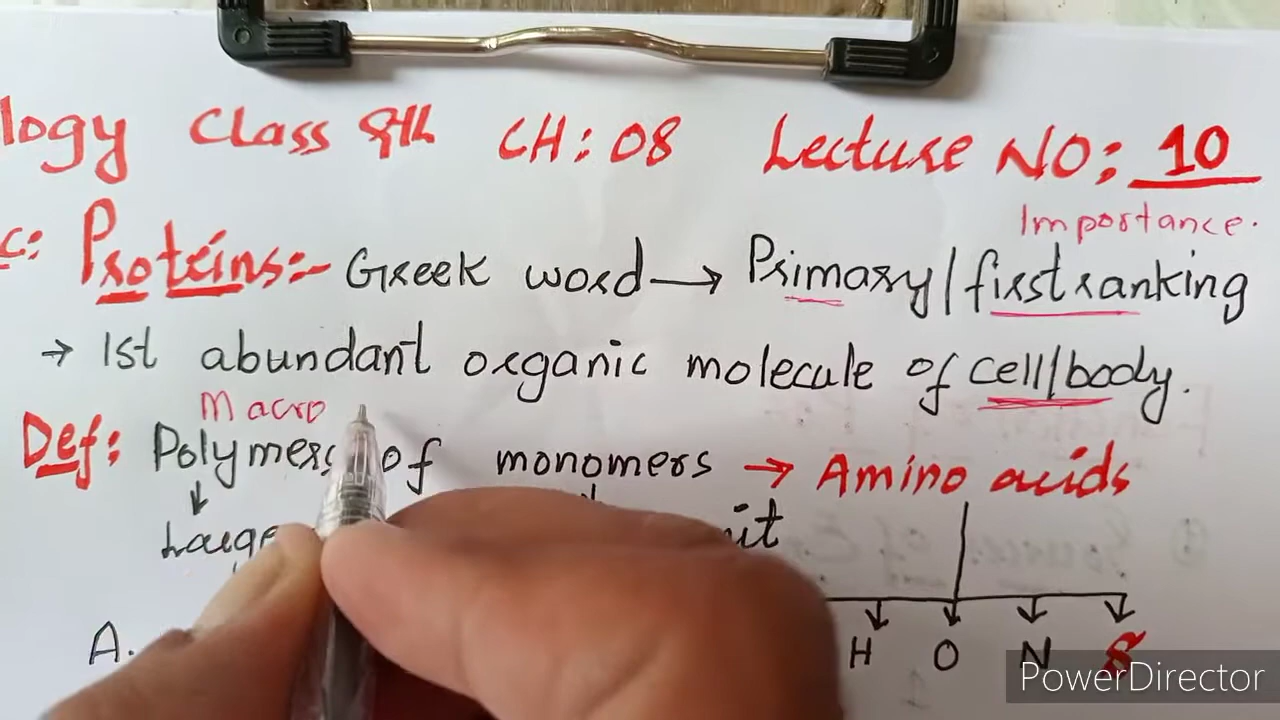 logy Class 9th CH: 08 Lecture NO: 10
Importance.
c: Proteins:- Greek word → Primary/first ranking
→ 1st abundant organic molecule of cell/body.
Macro
Def: Polymers of monomers → Amino acids
↓
Large
A. H O N S
PowerDirector